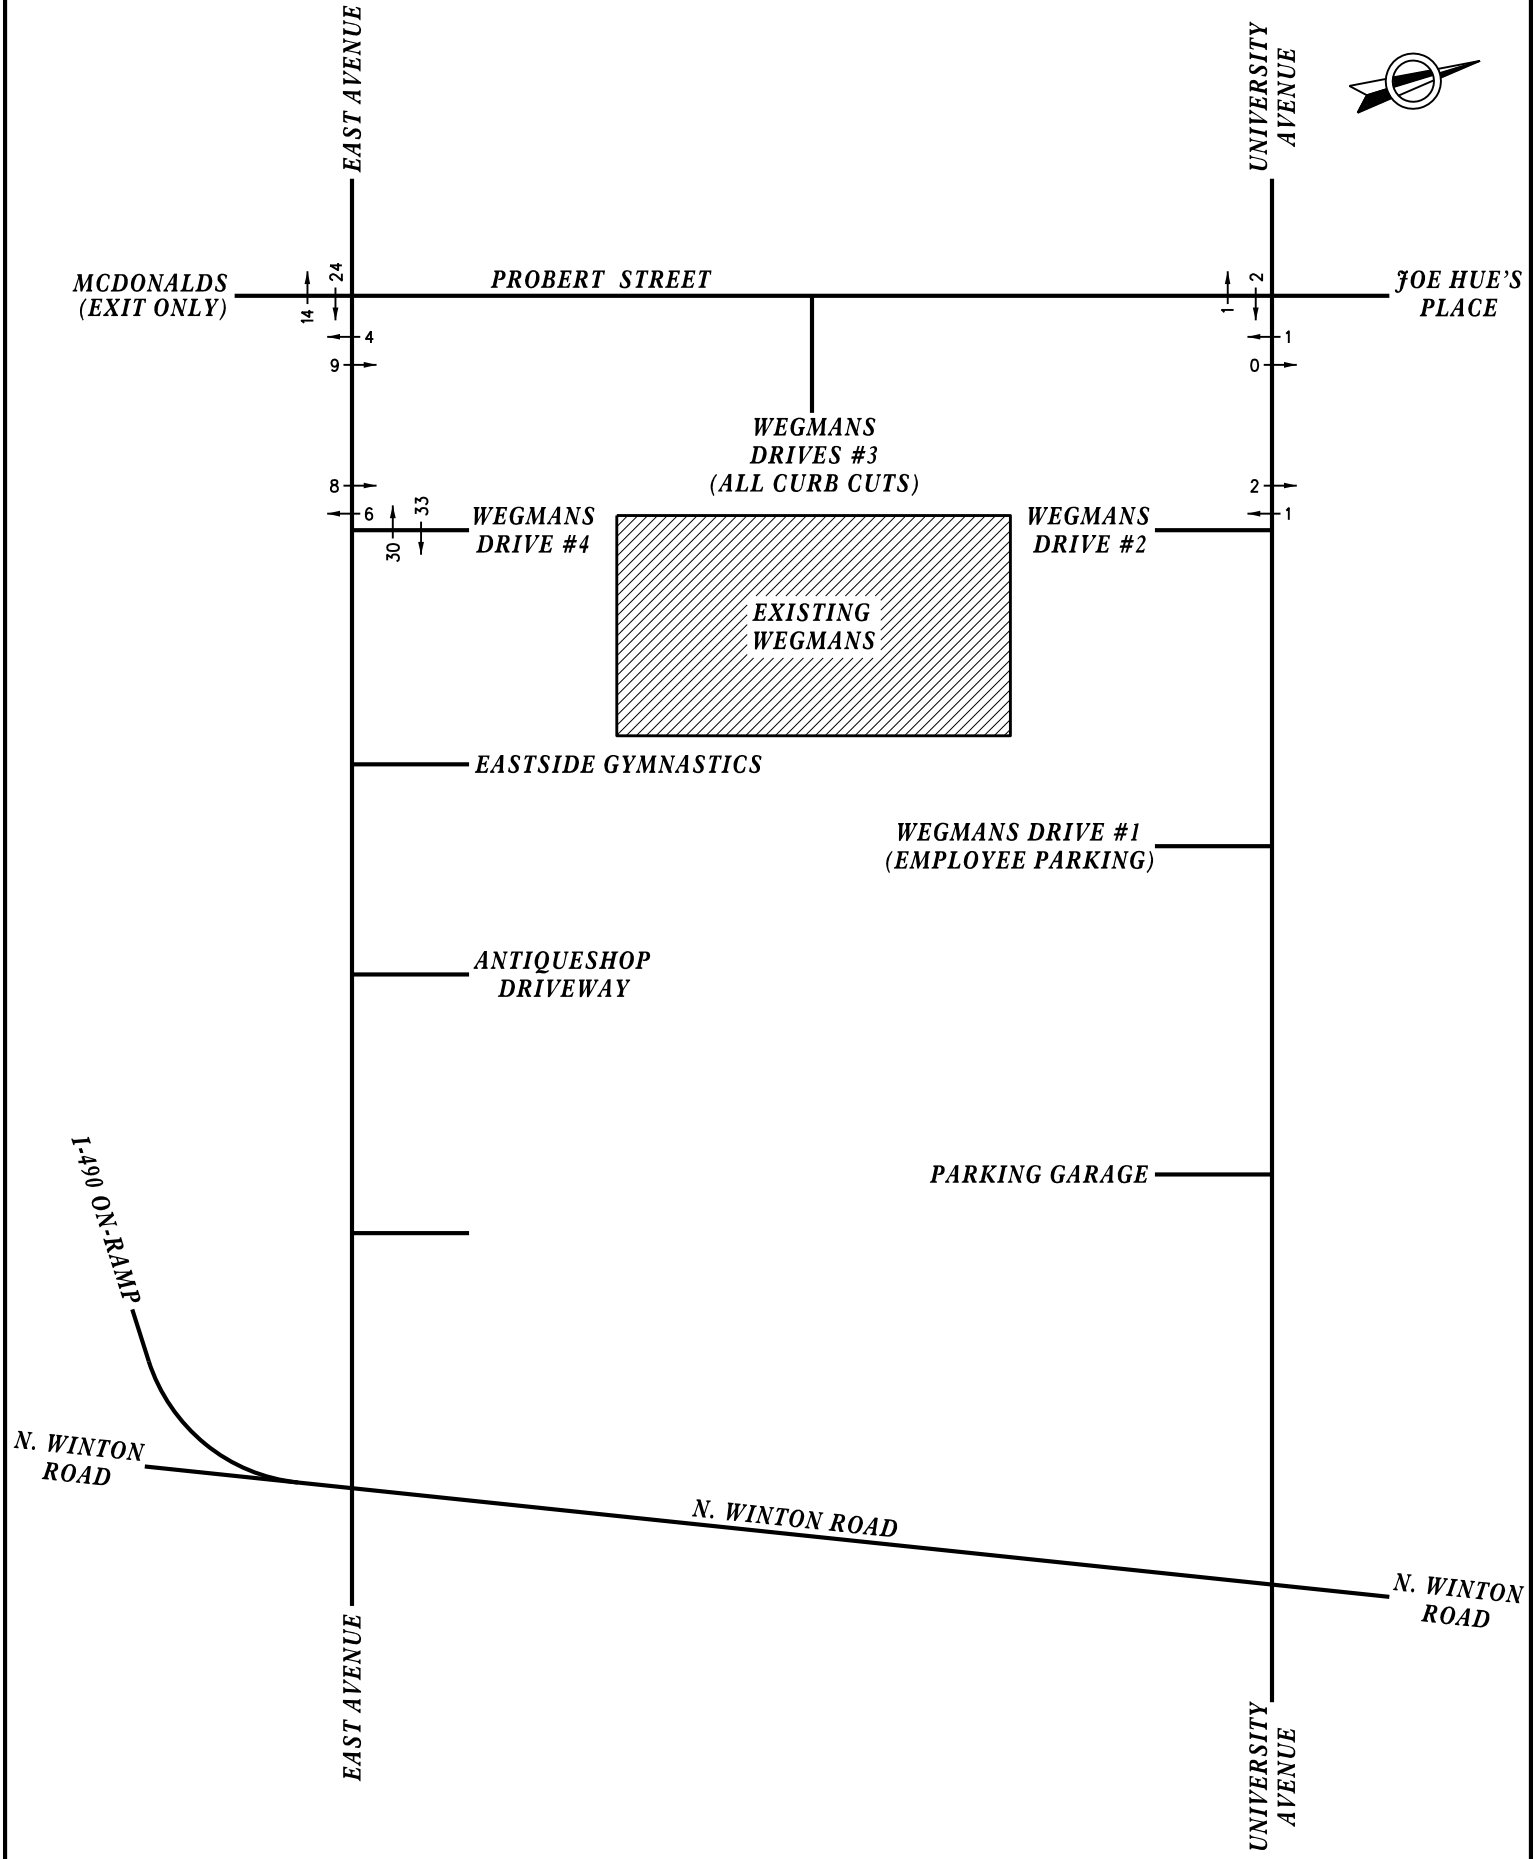 EAST AVENUE
UNIVERSITY
AVENUE
MCDONALDS
(EXIT ONLY)
14
24
PROBERT STREET
1
2
JOE HUE'S
PLACE
4
9
1
0
WEGMANS
DRIVES #3
(ALL CURB CUTS)
8
6
30
33
WEGMANS
DRIVE #4
WEGMANS
DRIVE #2
2
1
EXISTING
WEGMANS
EASTSIDE GYMNASTICS
WEGMANS DRIVE #1
(EMPLOYEE PARKING)
ANTIQUESHOP
DRIVEWAY
I-490 ON-RAMP
PARKING GARAGE
N. WINTON
ROAD
N. WINTON ROAD
N. WINTON
ROAD
EAST AVENUE
UNIVERSITY
AVENUE